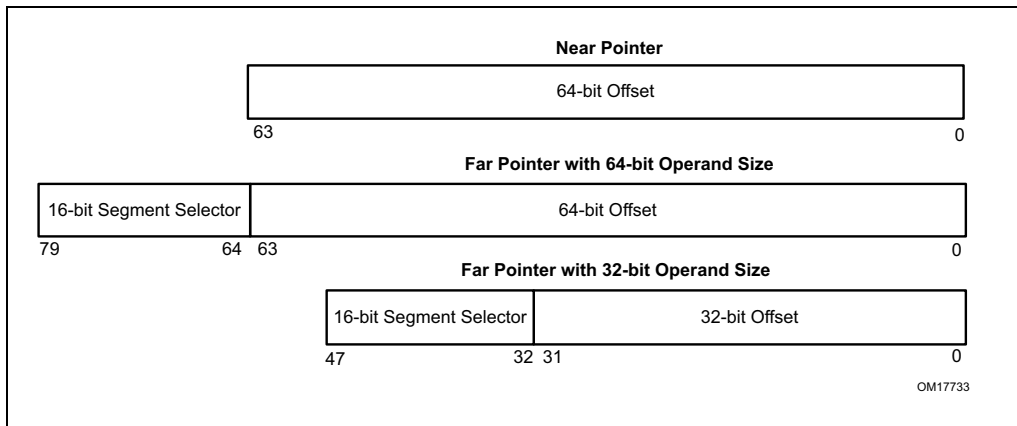 Near Pointer
64-bit Offset
63 0
Far Pointer with 64-bit Operand Size
16-bit Segment Selector 64-bit Offset
79 64 63 0
Far Pointer with 32-bit Operand Size
16-bit Segment Selector 32-bit Offset
47 32 31 0
OM17733